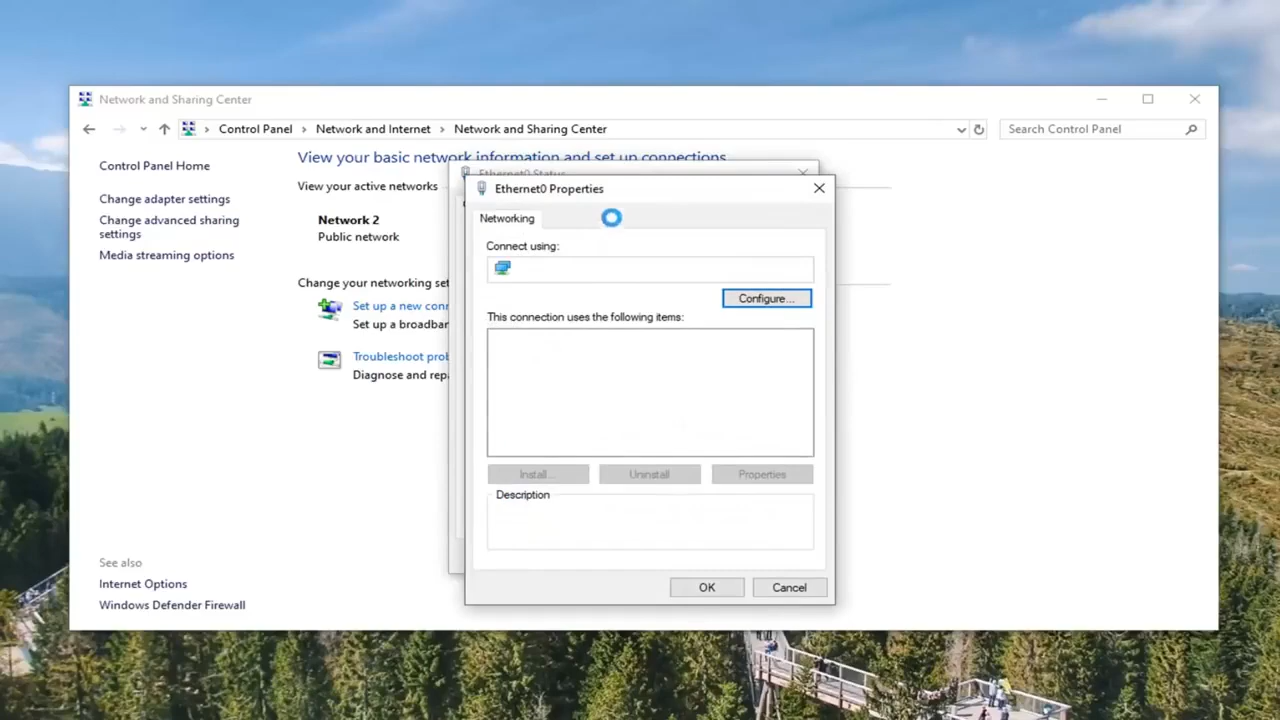 Network and Sharing Center
Control Panel > Network and Internet > Network and Sharing Center
Search Control Panel
Control Panel Home
Change adapter settings
Change advanced sharing
settings
Media streaming options
See also
Internet Options
Windows Defender Firewall
View your basic network information and set up connections
View your active networks
Network 2
Public network
Change your networking set
Set up a new conn
Set up a broadban
Troubleshoot prob
Diagnose and repa
Ethernet0 Status
Ethernet0 Properties
Networking
Connect using:
Configure...
This connection uses the following items:
Install...
Uninstall
Properties
Description
OK
Cancel